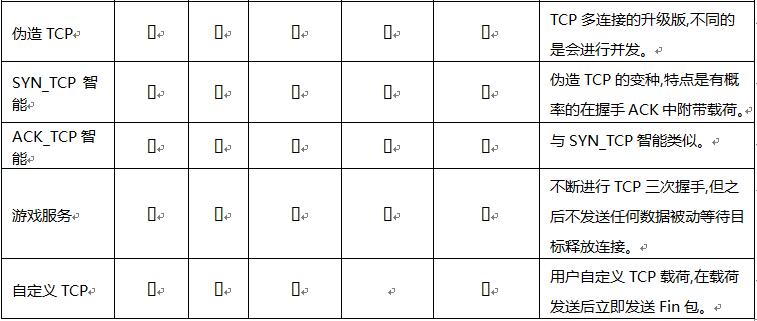 伪造 TCP
TCP 多连接的升级版,不同的
是会进行并发。
SYN_TCP 智
能
伪造 TCP 的变种,特点是有概
率的在握手 ACK 中附带载荷。
ACK_TCP 智
能
与 SYN_TCP 智能类似。
游戏服务
不断进行 TCP 三次握手,但之
后不发送任何数据被动等待目
标释放连接。
自定义 TCP
用户自定义 TCP 载荷,在载荷
发送后立即发送 Fin 包。